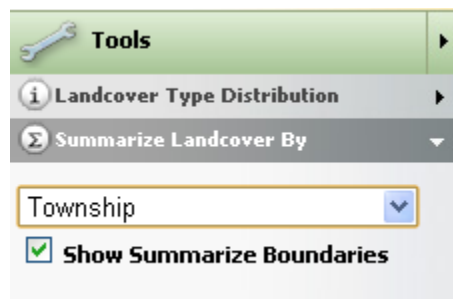 Tools
Landcover Type Distribution
Summarize Landcover By
Township
Show Summarize Boundaries